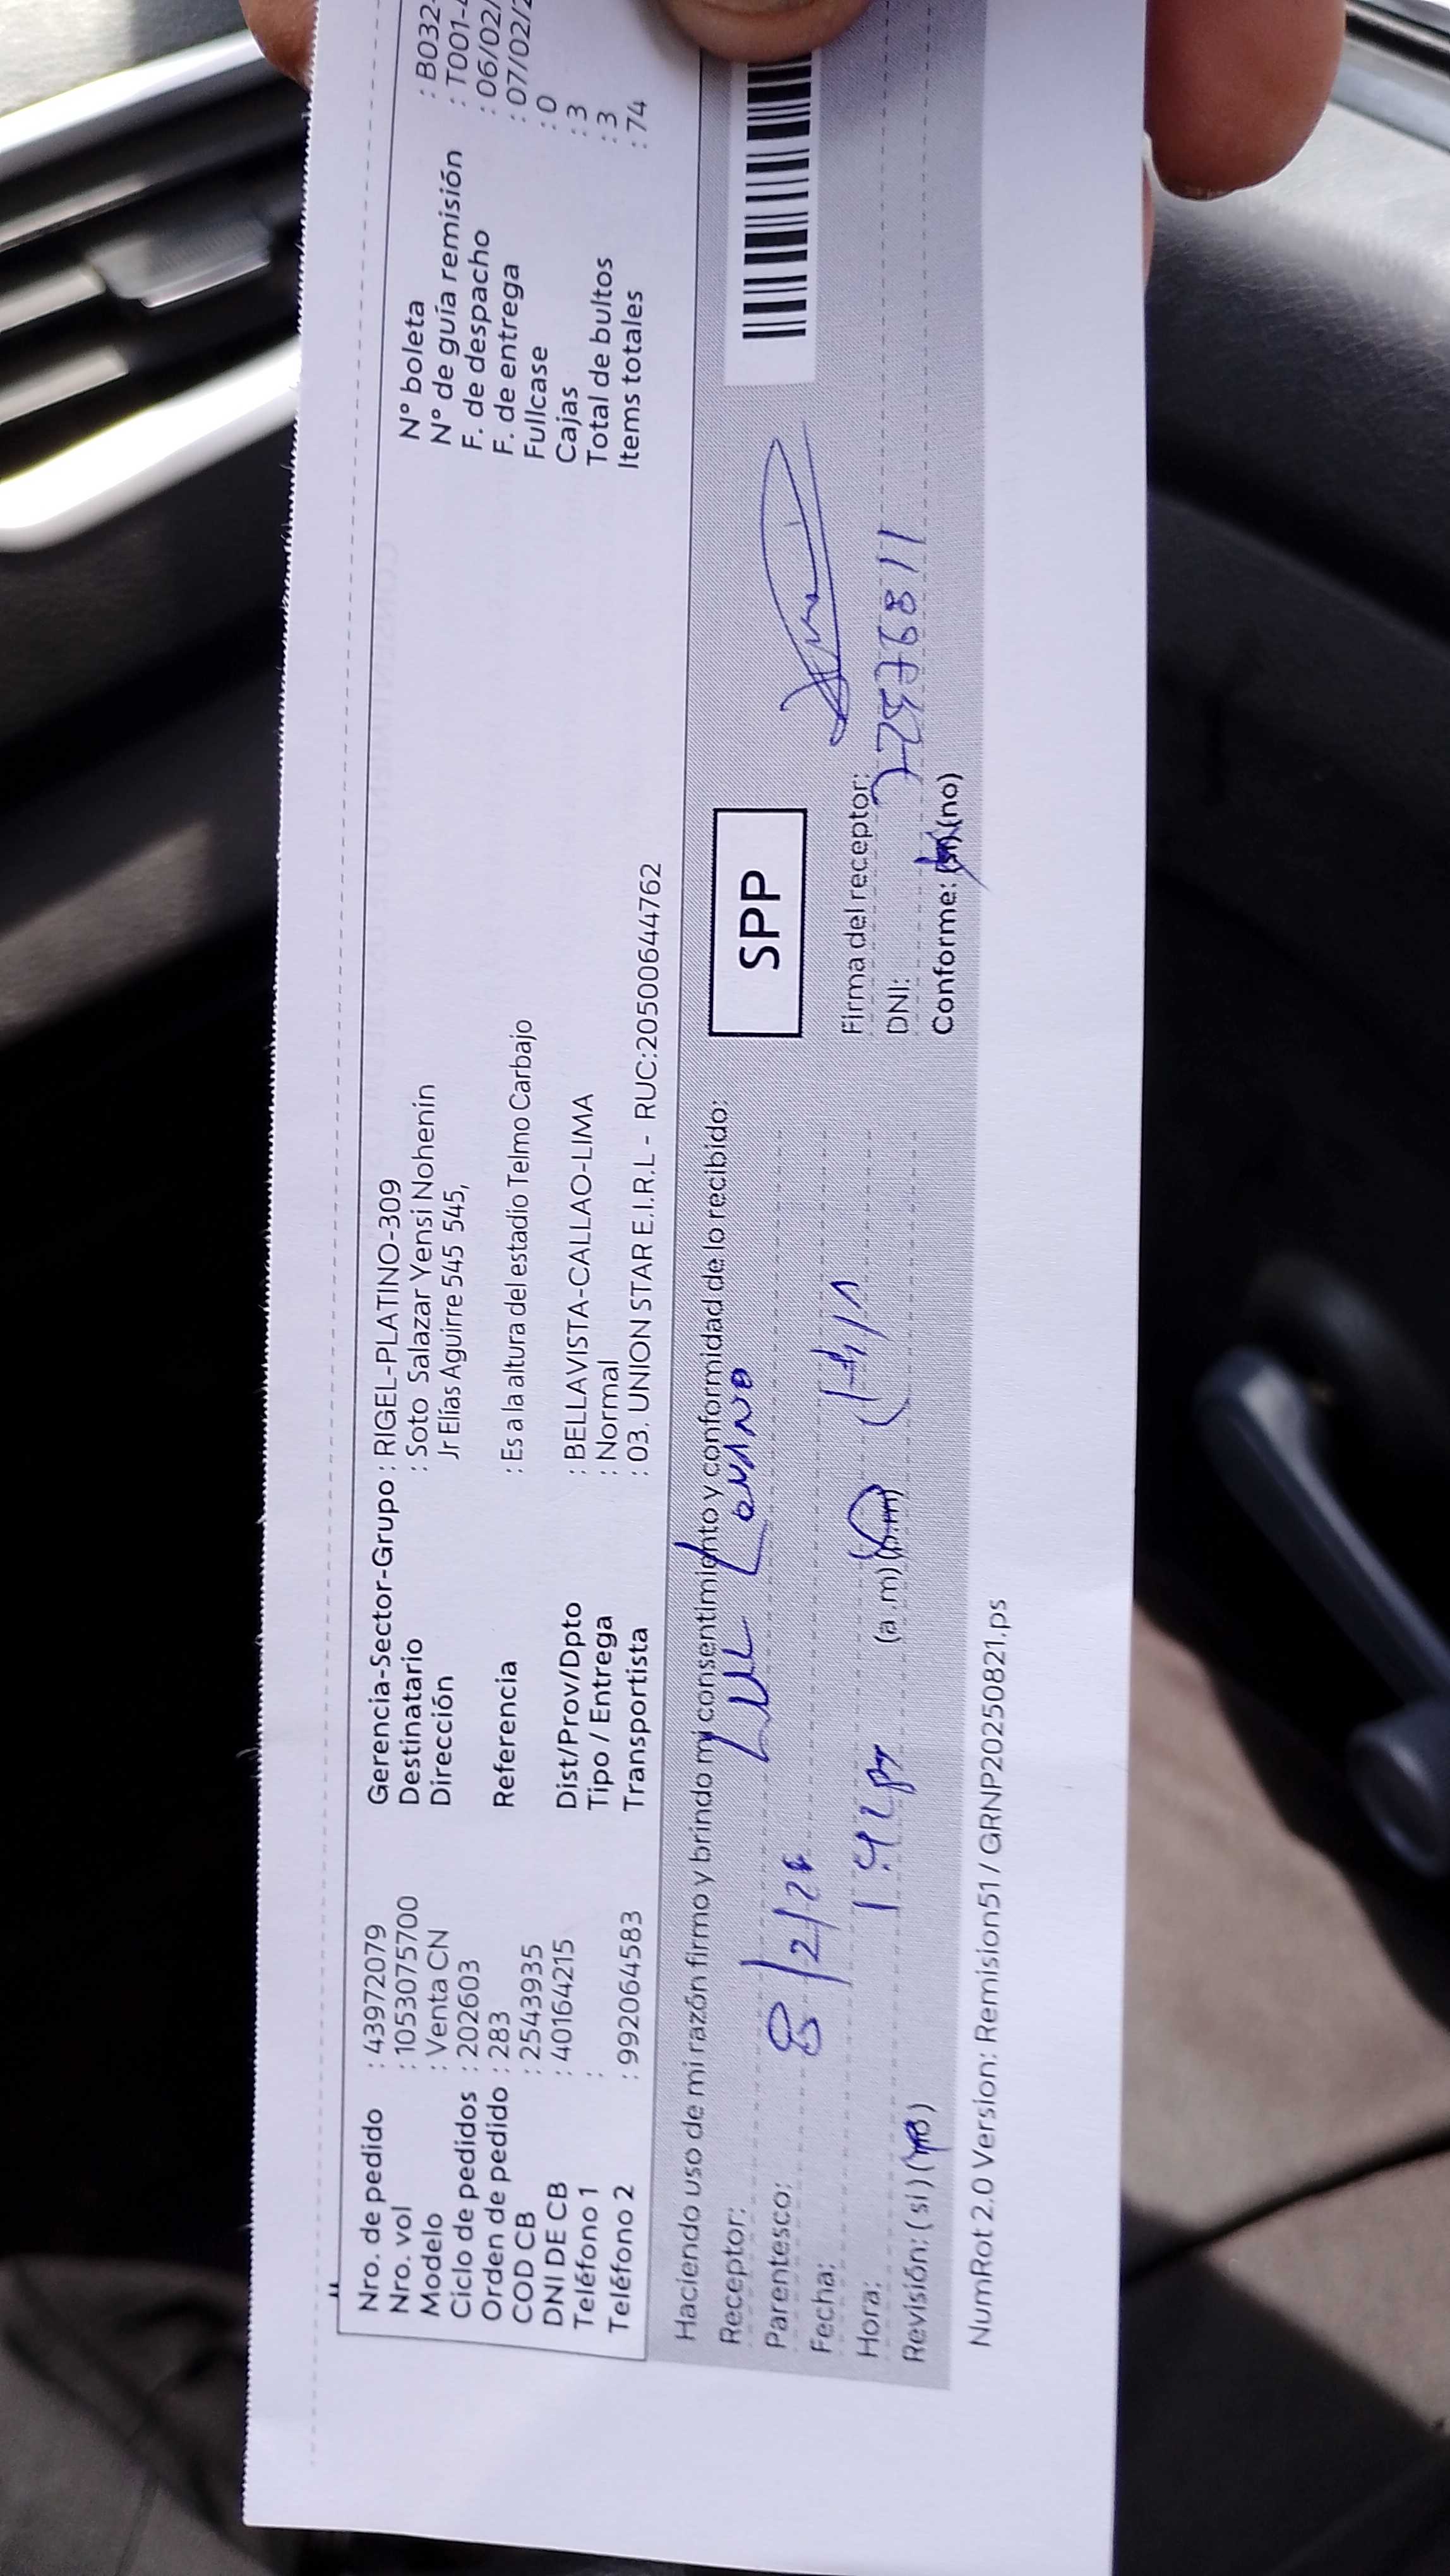 Nro. de pedido : 43972079
Nro. vol : 1053075700
Modelo : Venta CN
Ciclo de pedidos : 202603
Orden de pedido : 283
COD CB : 2543935
DNI DE CB : 40164215
Teléfono 1 :
Teléfono 2 : 992064583
Gerencia-Sector-Grupo : RIGEL-PLATINO-309
Destinatario : Soto Salazar Yensi Nohenin
Dirección Jr Elías Aguirre 545 545,
Referencia : Es a la altura del estadio Telmo Carbajo
Dist/Prov/Dpto : BELLAVISTA-CALLAO-LIMA
Tipo / Entrega : Normal
Transportista : 03. UNION STAR E.I.R.L - RUC:20500644762
N° boleta : B032-
N° de guía remisión : T001-
F. de despacho : 06/02/
F. de entrega : 07/02/2
Fullcase : 0
Cajas : 3
Total de bultos : 3
Items totales : 74
Haciendo uso de mi razón firmo y brindo mi consentimiento y conformidad de lo recibido:
Receptor:
Parentesco:
Fecha: 8/2/26
Hora: (a.m) (p.m)
Revisión: (si) (no)
SPP
Firma del receptor:
DNI: 2576811
Conforme: (si) (no)
NumRot 2.0 Version: Remision51 / GRNP20250821.ps